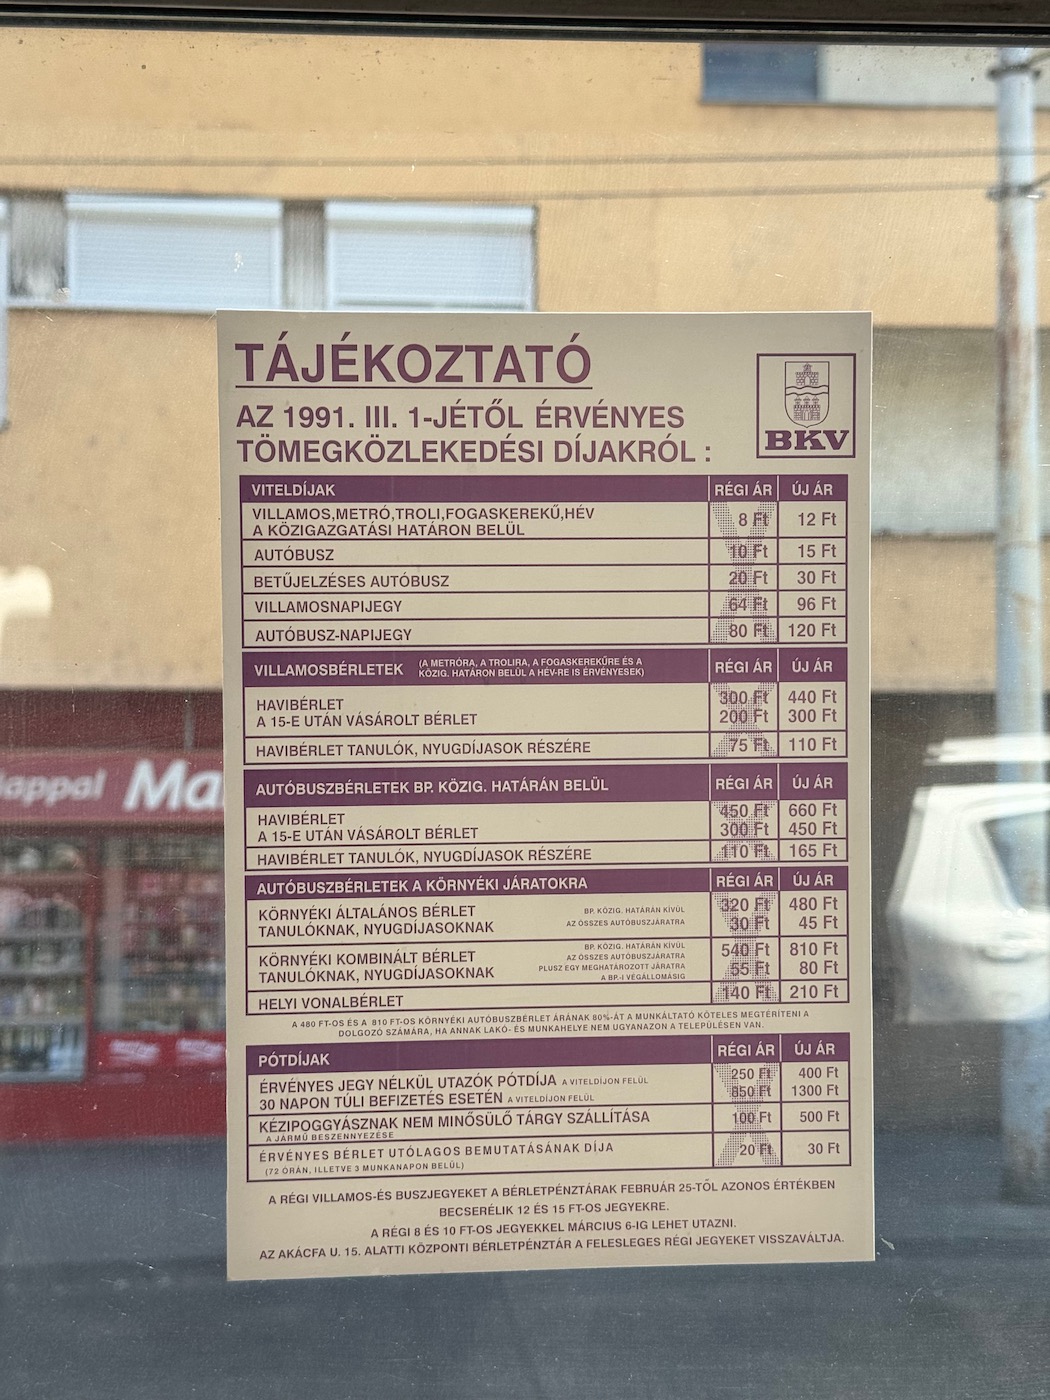 TÁJÉKOZTATÓ
AZ 1991. III. 1-JÉTŐL ÉRVÉNYES
TÖMEGKÖZLEKEDÉSI DÍJAKRÓL :
BKV
VITELDÍJAK RÉGI ÁR ÚJ ÁR
VILLAMOS,METRÓ,TROLI,FOGASKEREKŰ,HÉV
A KÖZIGAZGATÁSI HATÁRON BELÜL 8 Ft 12 Ft
AUTÓBUSZ 10 Ft 15 Ft
BETŰJELZÉSES AUTÓBUSZ 20 Ft 30 Ft
VILLAMOSNAPIJEGY 64 Ft 96 Ft
AUTÓBUSZ-NAPIJEGY 80 Ft 120 Ft
VILLAMOSBÉRLETEK (A METRÓRA, A TROLIRA, A FOGASKEREKŰRE ÉS A RÉGI ÁR ÚJ ÁR
KÖZIG. HATÁRON BELÜL A HÉV-RE IS ÉRVÉNYESEK)
HAVIBÉRLET 300 Ft 440 Ft
A 15-E UTÁN VÁSÁROLT BÉRLET 200 Ft 300 Ft
HAVIBÉRLET TANULÓK, NYUGDÍJASOK RÉSZÉRE 75 Ft 110 Ft
AUTÓBUSZBÉRLETEK BP. KÖZIG. HATÁRÁN BELÜL RÉGI ÁR ÚJ ÁR
HAVIBÉRLET 450 Ft 660 Ft
A 15-E UTÁN VÁSÁROLT BÉRLET 300 Ft 450 Ft
HAVIBÉRLET TANULÓK, NYUGDÍJASOK RÉSZÉRE 110 Ft 165 Ft
AUTÓBUSZBÉRLETEK A KÖRNYÉKI JÁRATOKRA RÉGI ÁR ÚJ ÁR
KÖRNYÉKI ÁLTALÁNOS BÉRLET BP. KÖZIG. HATÁRÁN KÍVÜL 320 Ft 480 Ft
TANULÓKNAK, NYUGDÍJASOKNAK AZ ÖSSZES AUTÓBUSZJÁRATRA 30 Ft 45 Ft
BP. KÖZIG. HATÁRÁN KÍVÜL
KÖRNYÉKI KOMBINÁLT BÉRLET AZ ÖSSZES AUTÓBUSZJÁRATRA 540 Ft 810 Ft
TANULÓKNAK, NYUGDÍJASOKNAK PLUSZ EGY MEGHATÁROZOTT JÁRATRA 55 Ft 80 Ft
A BP.-I VÉGÁLLOMÁSIG
HELYI VONALBÉRLET 140 Ft 210 Ft
A 480 FT-OS ÉS A 810 FT-OS KÖRNYÉKI AUTÓBUSZBÉRLET ÁRÁNAK 80%-ÁT A MUNKÁLTATÓ KÖTELES MEGTÉRÍTENI A
DOLGOZÓ SZÁMÁRA, HA ANNAK LAKÓ- ÉS MUNKAHELYE NEM UGYANAZON A TELEPÜLÉSEN VAN.
PÓTDÍJAK RÉGI ÁR ÚJ ÁR
ÉRVÉNYES JEGY NÉLKÜL UTAZÓK PÓTDÍJA A VITELDÍJON FELÜL 250 Ft 400 Ft
30 NAPON TÚLI BEFIZETÉS ESETÉN A VITELDÍJON FELÜL 850 Ft 1300 Ft
KÉZIPOGGYÁSZNAK NEM MINŐSÜLŐ TÁRGY SZÁLLÍTÁSA 100 Ft 500 Ft
A JÁRMŰ BESZENNYEZÉSE
ÉRVÉNYES BÉRLET UTÓLAGOS BEMUTATÁSÁNAK DÍJA 20 Ft 30 Ft
(72 ÓRÁN, ILLETVE 3 MUNKANAPON BELÜL)
A RÉGI VILLAMOS-ÉS BUSZJEGYEKET A BÉRLETPÉNZTÁRAK FEBRUÁR 25-TŐL AZONOS ÉRTÉKBEN
BECSERÉLIK 12 ÉS 15 FT-OS JEGYEKRE.
A RÉGI 8 ÉS 10 FT-OS JEGYEKKEL MÁRCIUS 6-IG LEHET UTAZNI.
AZ AKÁCFA U. 15. ALATTI KÖZPONTI BÉRLETPÉNZTÁR A FELESLEGES RÉGI JEGYEKET VISSZAVÁLTJA.